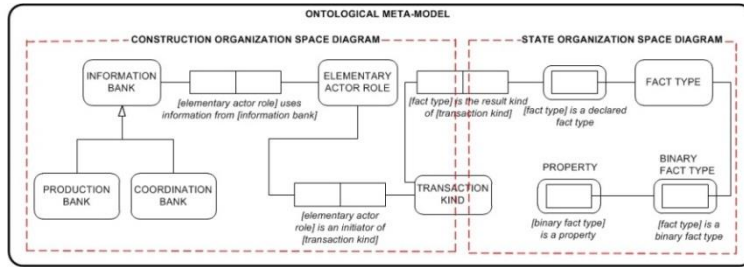 ONTOLOGICAL META-MODEL
CONSTRUCTION ORGANIZATION SPACE DIAGRAM
STATE ORGANIZATION SPACE DIAGRAM
INFORMATION
BANK
[elementary actor role] uses
information from [information bank]
ELEMENTARY
ACTOR ROLE
[fact type] is the result kind
of [transaction kind]
[fact type] is a declared
fact type
FACT TYPE
PRODUCTION
BANK
COORDINATION
BANK
[elementary actor
role] is an initiator of
[transaction kind]
TRANSACTION
KIND
PROPERTY
[binary fact type]
is a property
BINARY
FACT TYPE
[fact type] is a
binary fact type